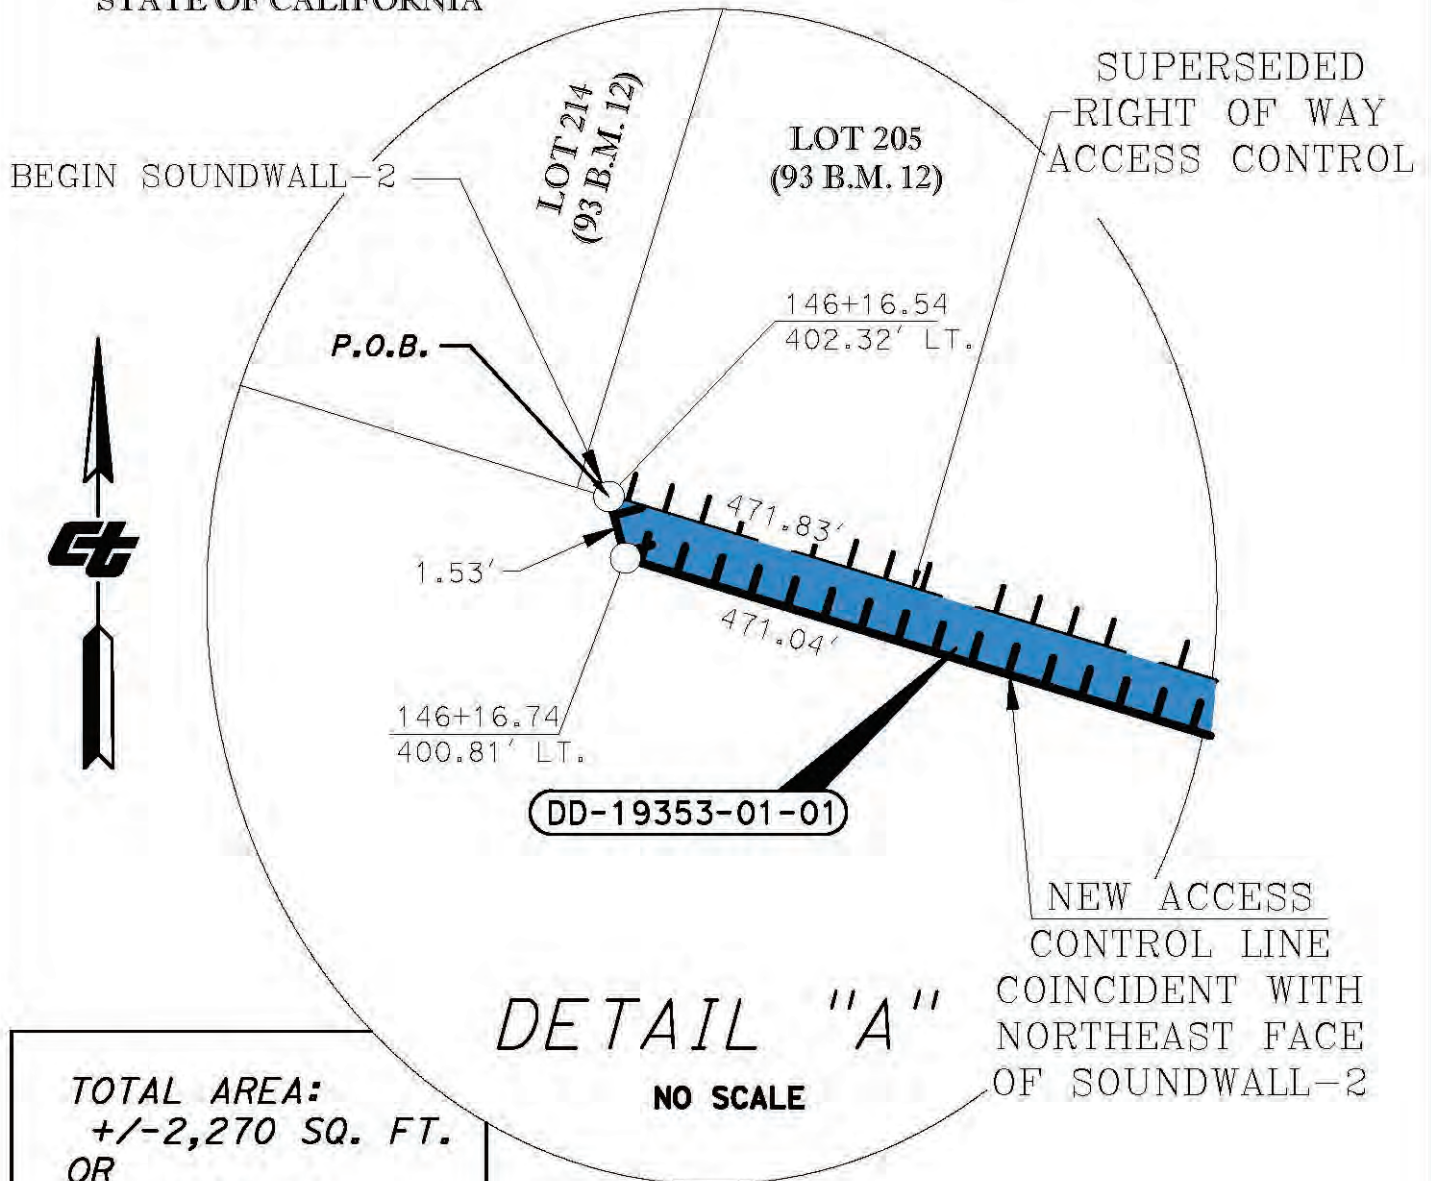 STATE OF CALIFORNIA
SUPERSEDED
RIGHT OF WAY
ACCESS CONTROL
LOT 214
(93 B.M. 12)
LOT 205
(93 B.M. 12)
BEGIN SOUNDWALL-2
146+16.54
402.32' LT.
P.O.B.
471.83'
1.53'
471.04'
146+16.74
400.81' LT.
DD-19353-01-01
NEW ACCESS
CONTROL LINE
COINCIDENT WITH
NORTHEAST FACE
OF SOUNDWALL-2
DETAIL "A"
NO SCALE
TOTAL AREA:
+/-2,270 SQ. FT.
OR
ct